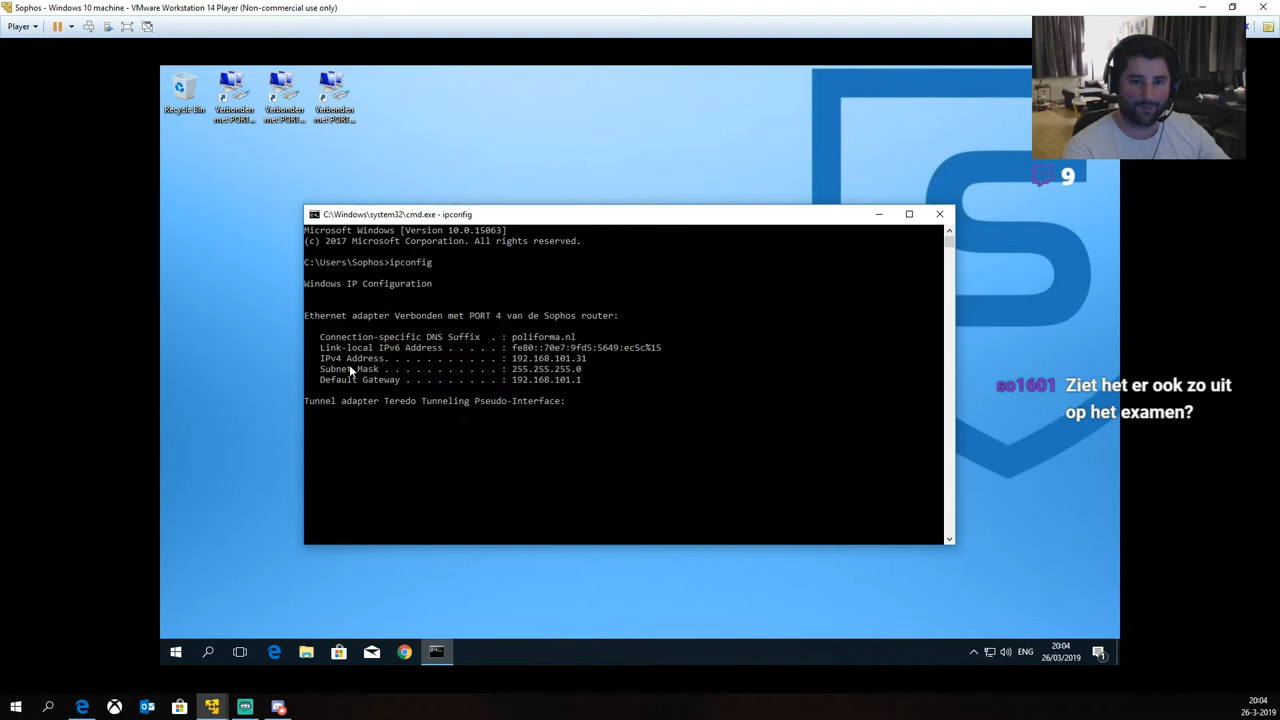 Sophos - Windows 10 machine - VMware Workstation 14 Player (Non-commercial use only)
Player
Recycle Bin
Verbonden met PORT...
Verbonden met PORT...
Verbonden met PORT...
9
C:\Windows\system32\cmd.exe - ipconfig
Microsoft Windows [Version 10.0.15063]
(c) 2017 Microsoft Corporation. All rights reserved.
C:\Users\Sophos>ipconfig
Windows IP Configuration
Ethernet adapter Verbonden met PORT 4 van de Sophos router:
Connection-specific DNS Suffix . : poliforma.nl
Link-local IPv6 Address . . . . . : fe80::70e7:9fd5:5649:ec5c%15
IPv4 Address. . . . . . . . . . . : 192.168.101.31
Subnet Mask . . . . . . . . . . . : 255.255.255.0
Default Gateway . . . . . . . . . : 192.168.101.1
Tunnel adapter Teredo Tunneling Pseudo-Interface:
so1601 Ziet het er ook zo uit
op het examen?
ENG
20:04
26/03/2019
1
20:04
26-3-2019